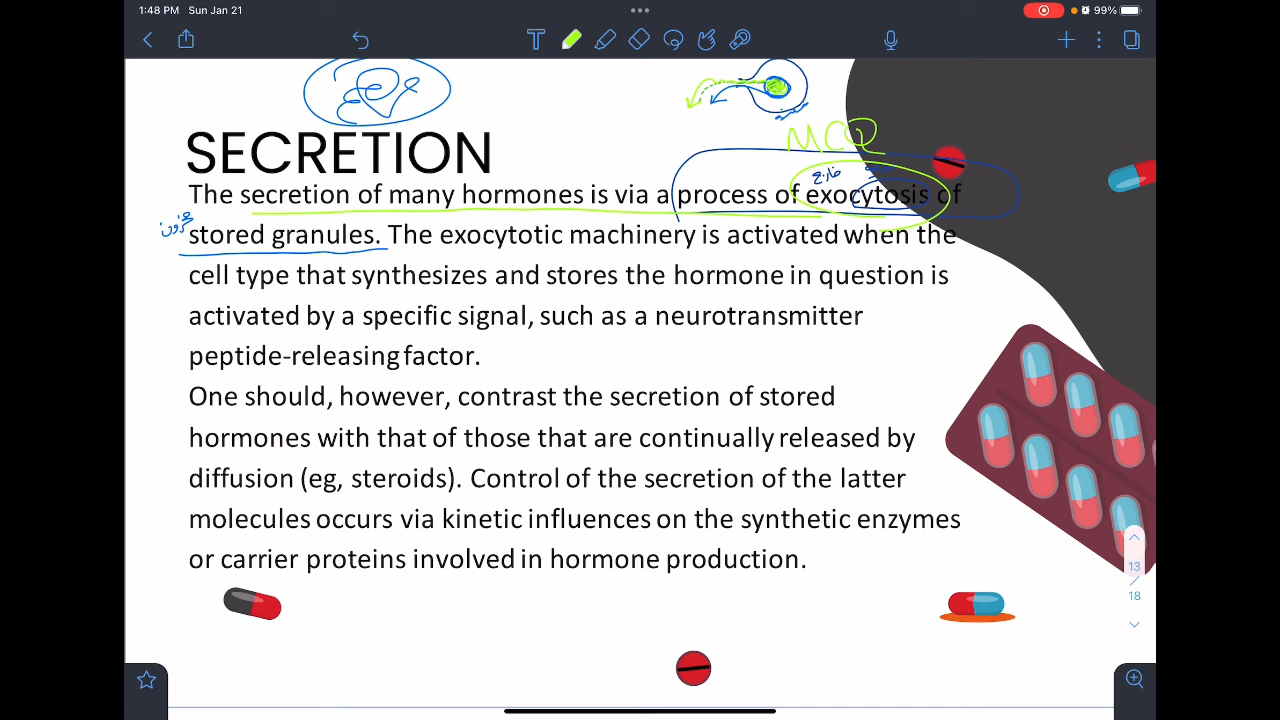 1:48 PM Sun Jan 21
99%
MCQ
SECRETION
خارج
The secretion of many hormones is via a process of exocytosis of
مخزون
stored granules. The exocytotic machinery is activated when the
cell type that synthesizes and stores the hormone in question is
activated by a specific signal, such as a neurotransmitter
peptide-releasing factor.
One should, however, contrast the secretion of stored
hormones with that of those that are continually released by
diffusion (eg, steroids). Control of the secretion of the latter
molecules occurs via kinetic influences on the synthetic enzymes
or carrier proteins involved in hormone production.
13
/
18